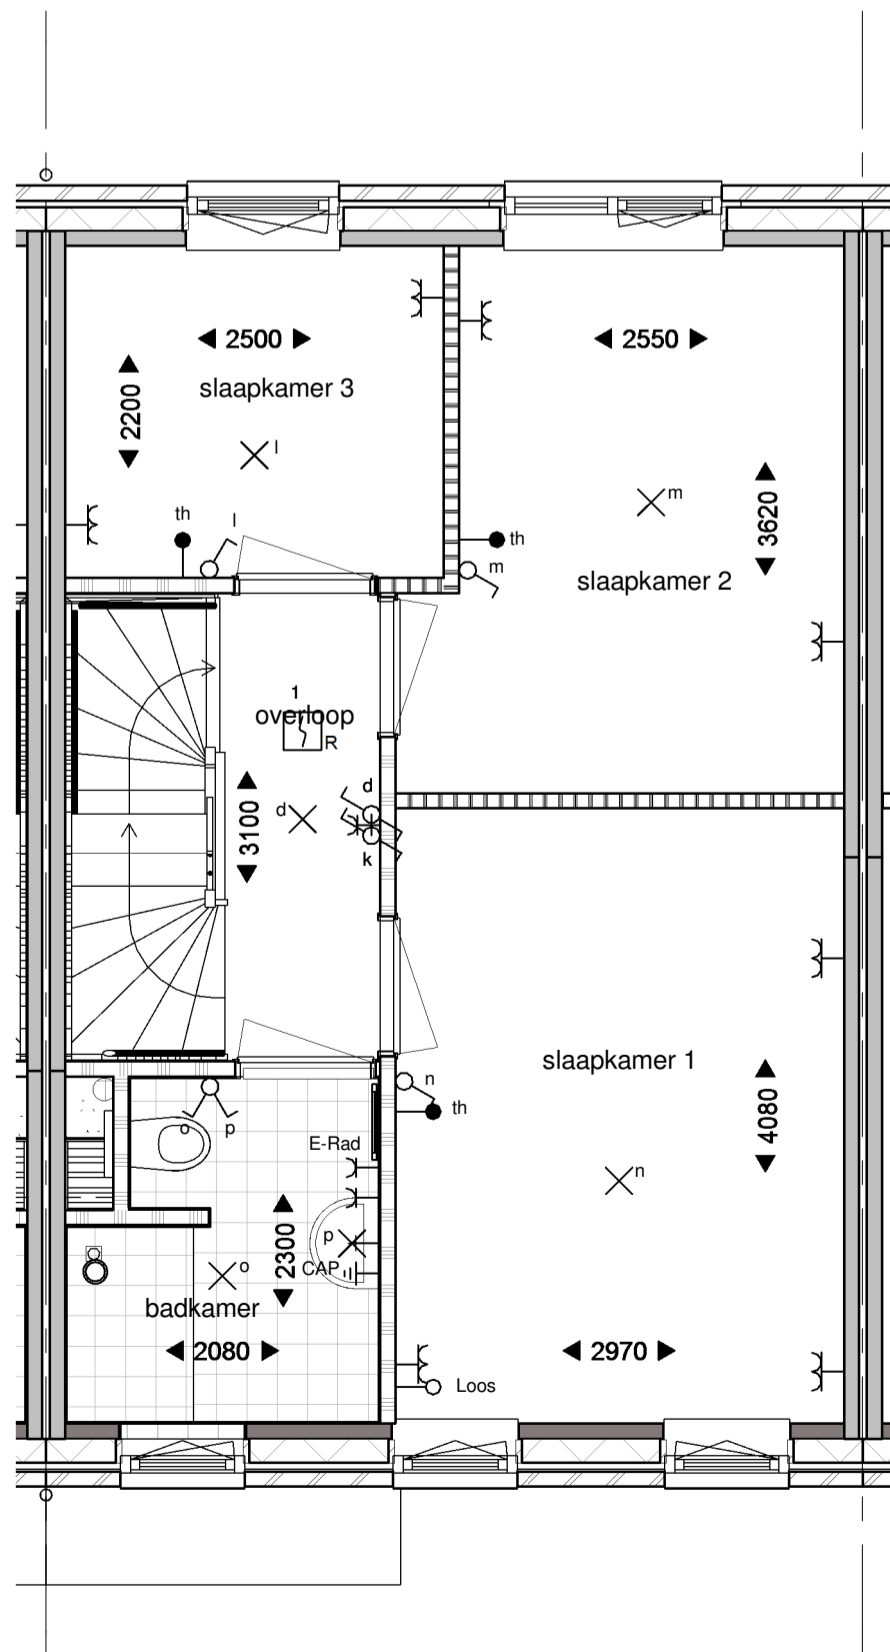 2500
2550
slaapkamer 3
2200
l
m
3620
th
l
th
m
slaapkamer 2
1
overloop
R
d
d
3100
k
slaapkamer 1
n
th
4080
o
p
E-Rad
n
p
2300
CAP
o
badkamer
2080
2970
Loos